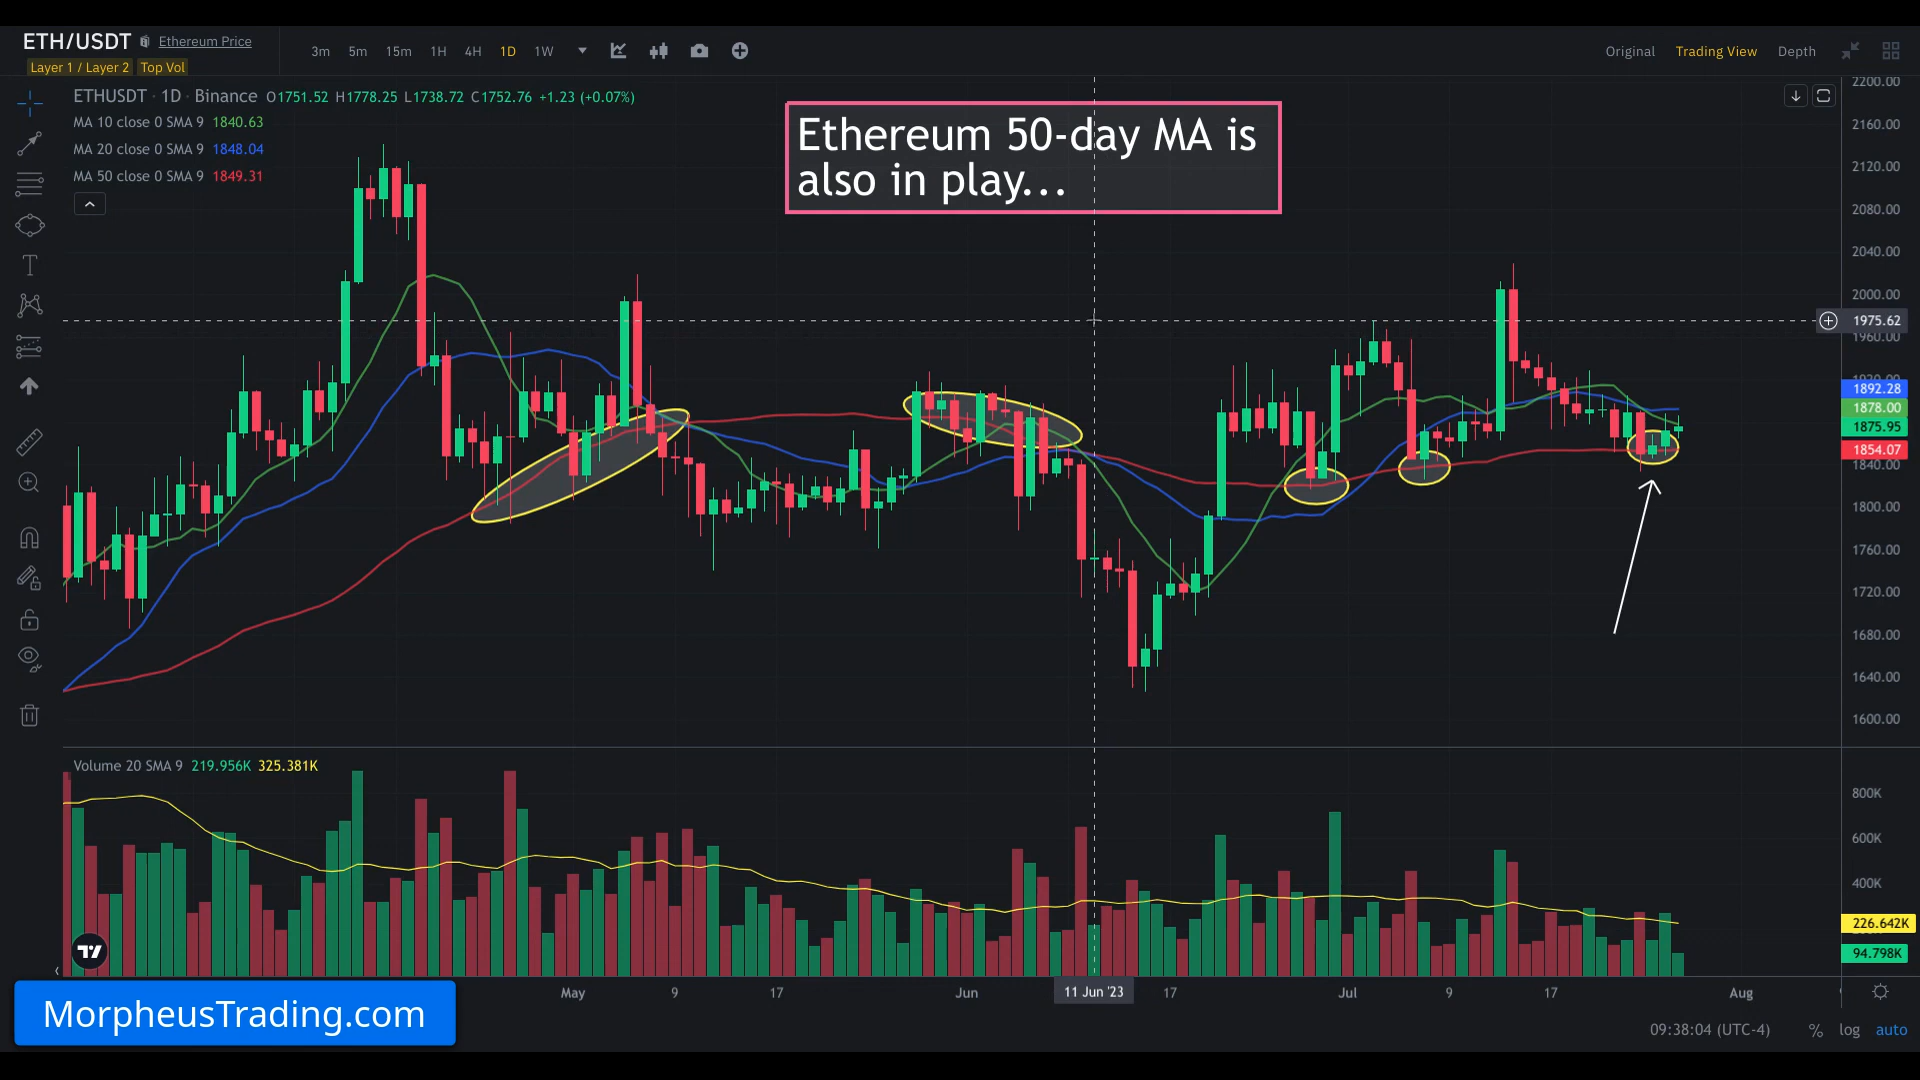 ETH/USDT Ethereum Price
Layer 1 / Layer 2 Top Vol
3m 5m 15m 1H 4H 1D 1W
Original Trading View Depth
ETHUSDT · 1D · Binance O1751.52 H1778.25 L1738.72 C1752.76 +1.23 (+0.07%)
MA 10 close 0 SMA 9 1840.63
MA 20 close 0 SMA 9 1848.04
MA 50 close 0 SMA 9 1849.31
Ethereum 50-day MA is
also in play...
2200.00
2160.00
2120.00
2080.00
2040.00
2000.00
1975.62
1960.00
1892.28
1878.00
1875.95
1854.07
1840.00
1800.00
1760.00
1720.00
1680.00
1640.00
1600.00
Volume 20 SMA 9 219.956K 325.381K
800K
600K
400K
226.642K
94.798K
May 9 17 Jun 11 Jun '23 17 Jul 9 17 Aug
MorpheusTrading.com
09:38:04 (UTC-4) % log auto